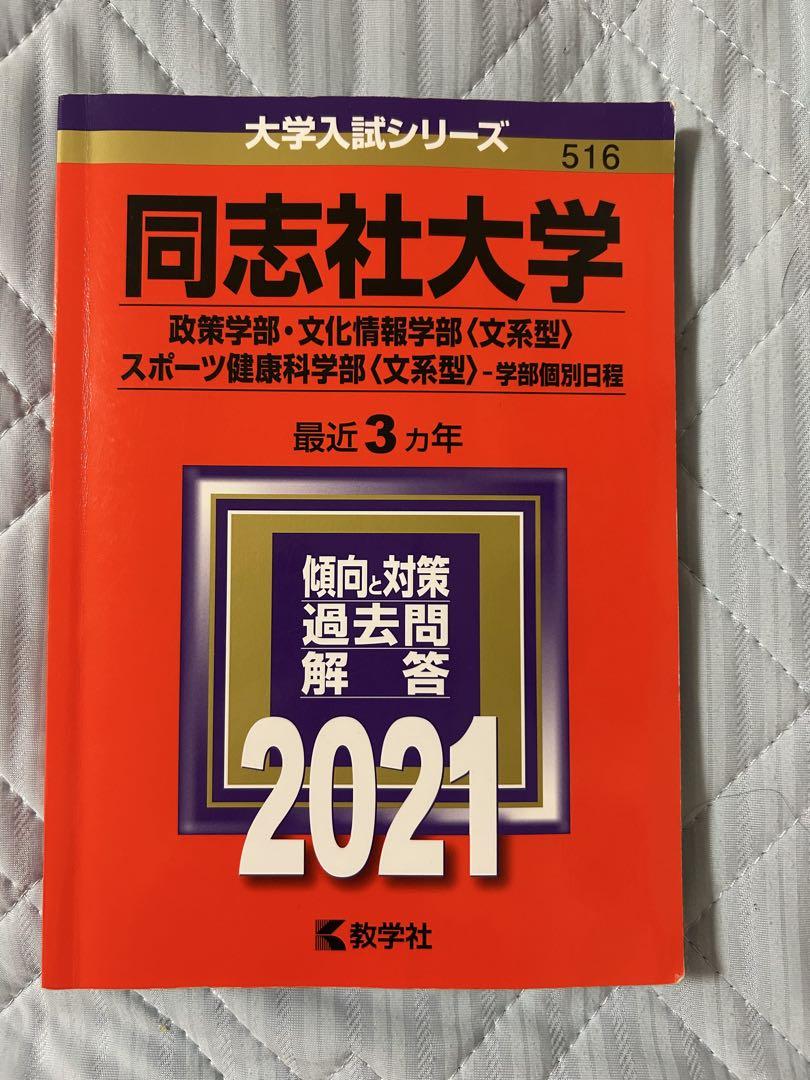 大学入試シリーズ
516
同志社大学
政策学部・文化情報学部〈文系型〉
スポーツ健康科学部〈文系型〉-学部個別日程
最近3ヵ年
傾向と対策
過去問
解答
2021
教学社